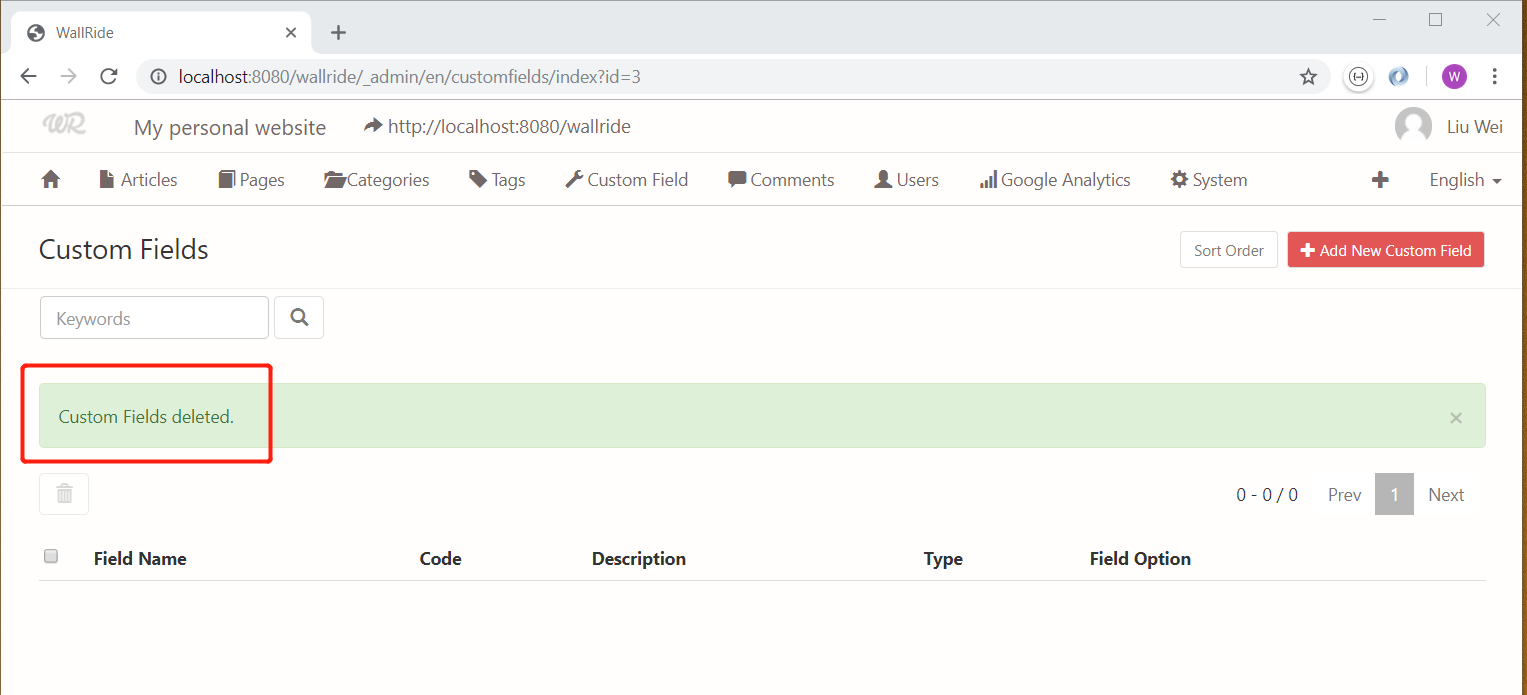 WallRide
localhost:8080/wallride/_admin/en/customfields/index?id=3
W
WR My personal website http://localhost:8080/wallride Liu Wei
Articles Pages Categories Tags Custom Field Comments Users Google Analytics System English
Custom Fields Sort Order Add New Custom Field
Keywords
Custom Fields deleted. ×
0 - 0 / 0 Prev 1 Next
Field Name Code Description Type Field Option